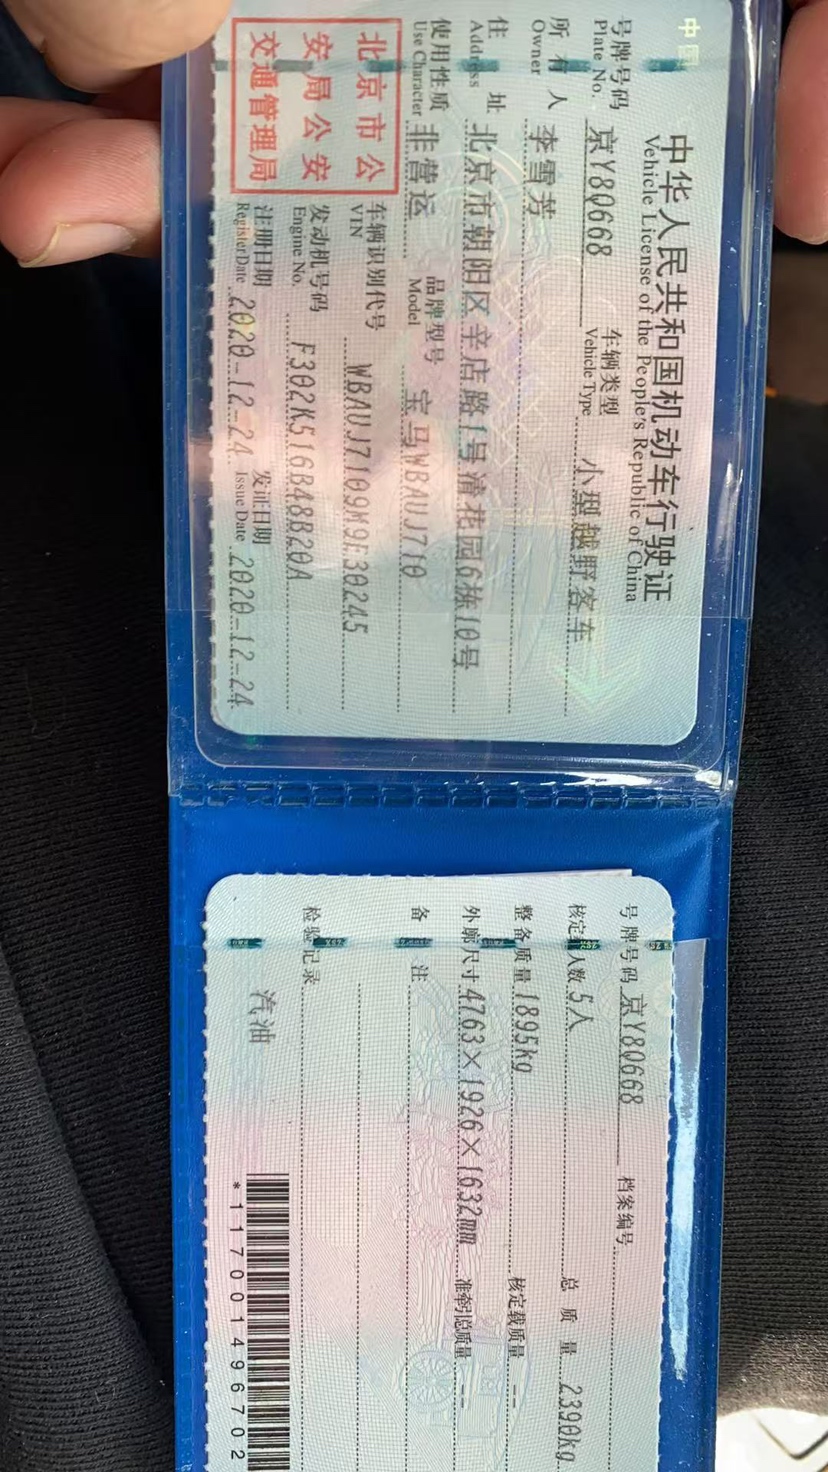 中国
中华人民共和国机动车行驶证
Vehicle License of the People's Republic of China
号牌号码 京Y8Q668 车辆类型 小型越野客车
Plate No. Vehicle Type
所有人 李雪芳
Owner
住址 北京市朝阳区辛店路1号清花园6栋10号
Address
使用性质 非营运 品牌型号 宝马WBAUJ710
Use Character Model
北京市公
安局公安
交通管理局
车辆识别代号 WBAUJ7109M9E30245
VIN
发动机号码 F302K516B48B20A
Engine No.
注册日期 2020-12-24 发证日期 2020-12-24
Register Date Issue Date
号牌号码 京Y8Q668 档案编号
核定载人数 5人 总质量 2390kg
整备质量 1895kg 核定载质量 --
外廓尺寸 4763×1926×1632mm 准牵引总质量 --
备注
检验记录
汽油
*117001496702